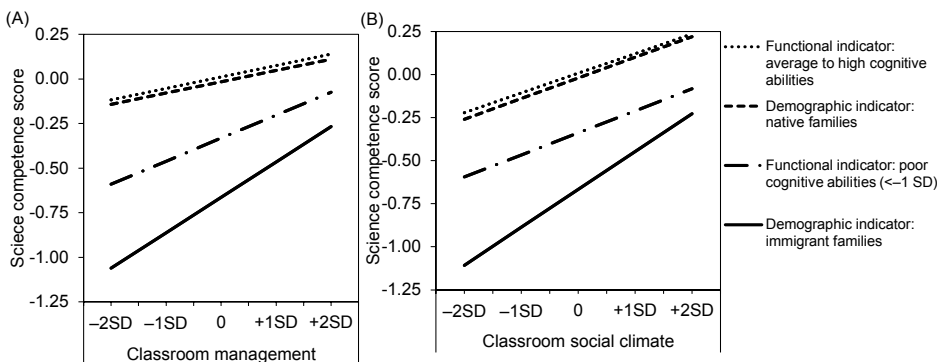 (A)
Sciece competence score
0.25
0.00
-0.25
-0.50
-0.75
-1.00
-1.25
–2SD –1SD 0 +1SD +2SD
Classroom management
(B)
Science competence score
0.25
0.00
-0.25
-0.50
-0.75
-1.00
-1.25
–2SD –1SD 0 +1SD +2SD
Classroom social climate
Functional indicator:
average to high cognitive
abilities
Demographic indicator:
native families
Functional indicator: poor
cognitive abilities (<–1 SD)
Demographic indicator:
immigrant families